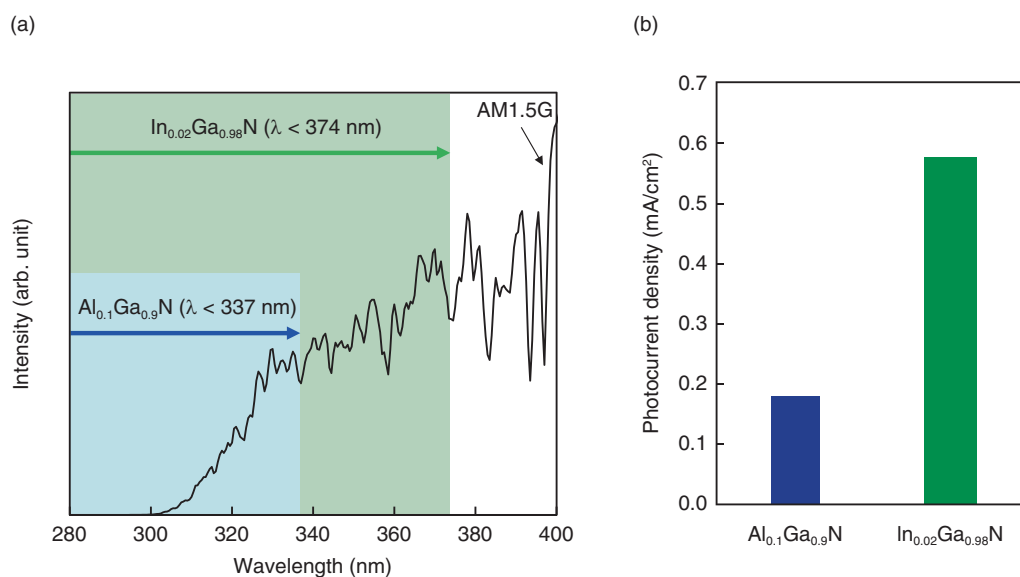 (a)
In₀.₀₂Ga₀.₉₈N (λ < 374 nm)
AM1.5G
Al₀.₁Ga₀.₉N (λ < 337 nm)
Intensity (arb. unit)
280 300 320 340 360 380 400
Wavelength (nm)
(b)
Photocurrent density (mA/cm²)
0.7
0.6
0.5
0.4
0.3
0.2
0.1
0.0
Al₀.₁Ga₀.₉N In₀.₀₂Ga₀.₉₈N